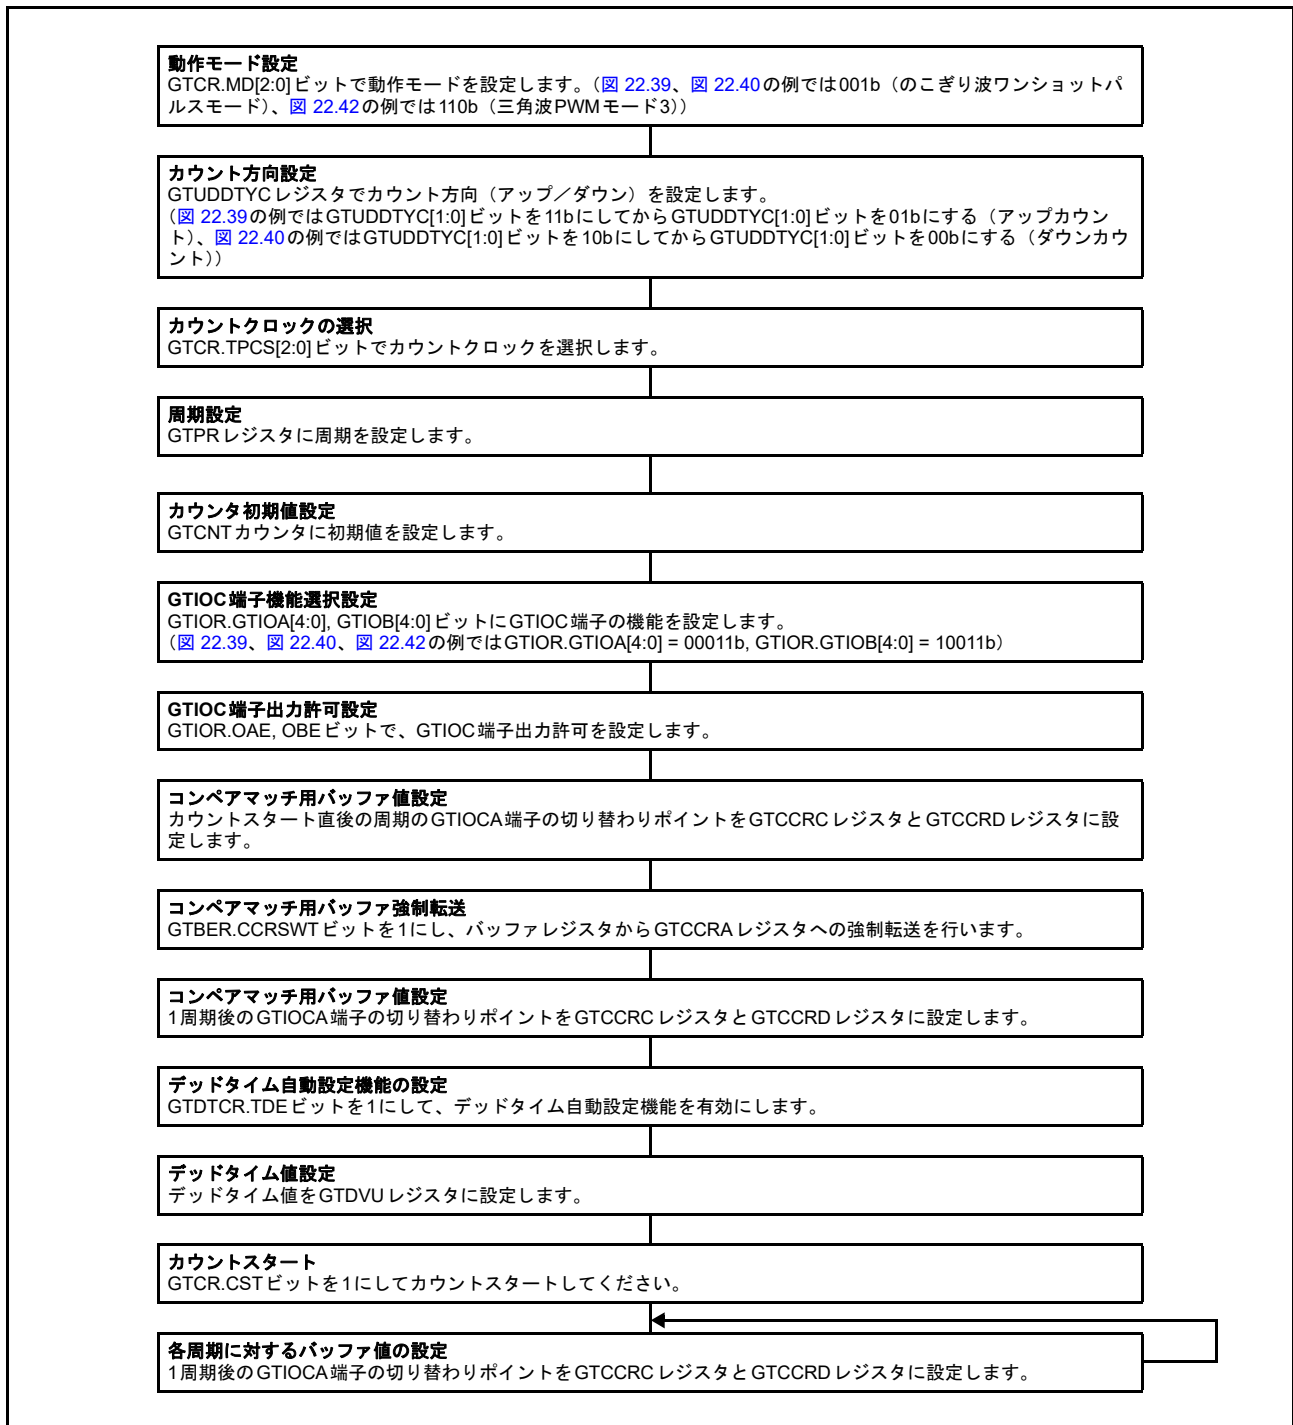 動作モード設定
GTCR.MD[2:0]ビットで動作モードを設定します。（図 22.39、図 22.40の例では001b（のこぎり波ワンショットパ
ルスモード）、図 22.42の例では110b（三角波PWMモード3））
カウント方向設定
GTUDDTYCレジスタでカウント方向（アップ／ダウン）を設定します。
（図 22.39の例ではGTUDDTYC[1:0]ビットを11bにしてからGTUDDTYC[1:0]ビットを01bにする（アップカウン
ト）、図 22.40の例ではGTUDDTYC[1:0]ビットを10bにしてからGTUDDTYC[1:0]ビットを00bにする（ダウンカウ
ント））
カウントクロックの選択
GTCR.TPCS[2:0]ビットでカウントクロックを選択します。
周期設定
GTPRレジスタに周期を設定します。
カウンタ初期値設定
GTCNTカウンタに初期値を設定します。
GTIOC端子機能選択設定
GTIOR.GTIOA[4:0], GTIOB[4:0]ビットにGTIOC端子の機能を設定します。
（図 22.39、図 22.40、図 22.42の例ではGTIOR.GTIOA[4:0] = 00011b, GTIOR.GTIOB[4:0] = 10011b）
GTIOC端子出力許可設定
GTIOR.OAE, OBEビットで、GTIOC端子出力許可を設定します。
コンペアマッチ用バッファ値設定
カウントスタート直後の周期のGTIOCA端子の切り替わりポイントをGTCCRCレジスタとGTCCRDレジスタに設
定します。
コンペアマッチ用バッファ強制転送
GTBER.CCRSWTビットを1にし、バッファレジスタからGTCCRAレジスタへの強制転送を行います。
コンペアマッチ用バッファ値設定
1周期後のGTIOCA端子の切り替わりポイントをGTCCRCレジスタとGTCCRDレジスタに設定します。
デッドタイム自動設定機能の設定
GTDTCR.TDEビットを1にして、デッドタイム自動設定機能を有効にします。
デッドタイム値設定
デッドタイム値をGTDVUレジスタに設定します。
カウントスタート
GTCR.CSTビットを1にしてカウントスタートしてください。
各周期に対するバッファ値の設定
1周期後のGTIOCA端子の切り替わりポイントをGTCCRCレジスタとGTCCRDレジスタに設定します。